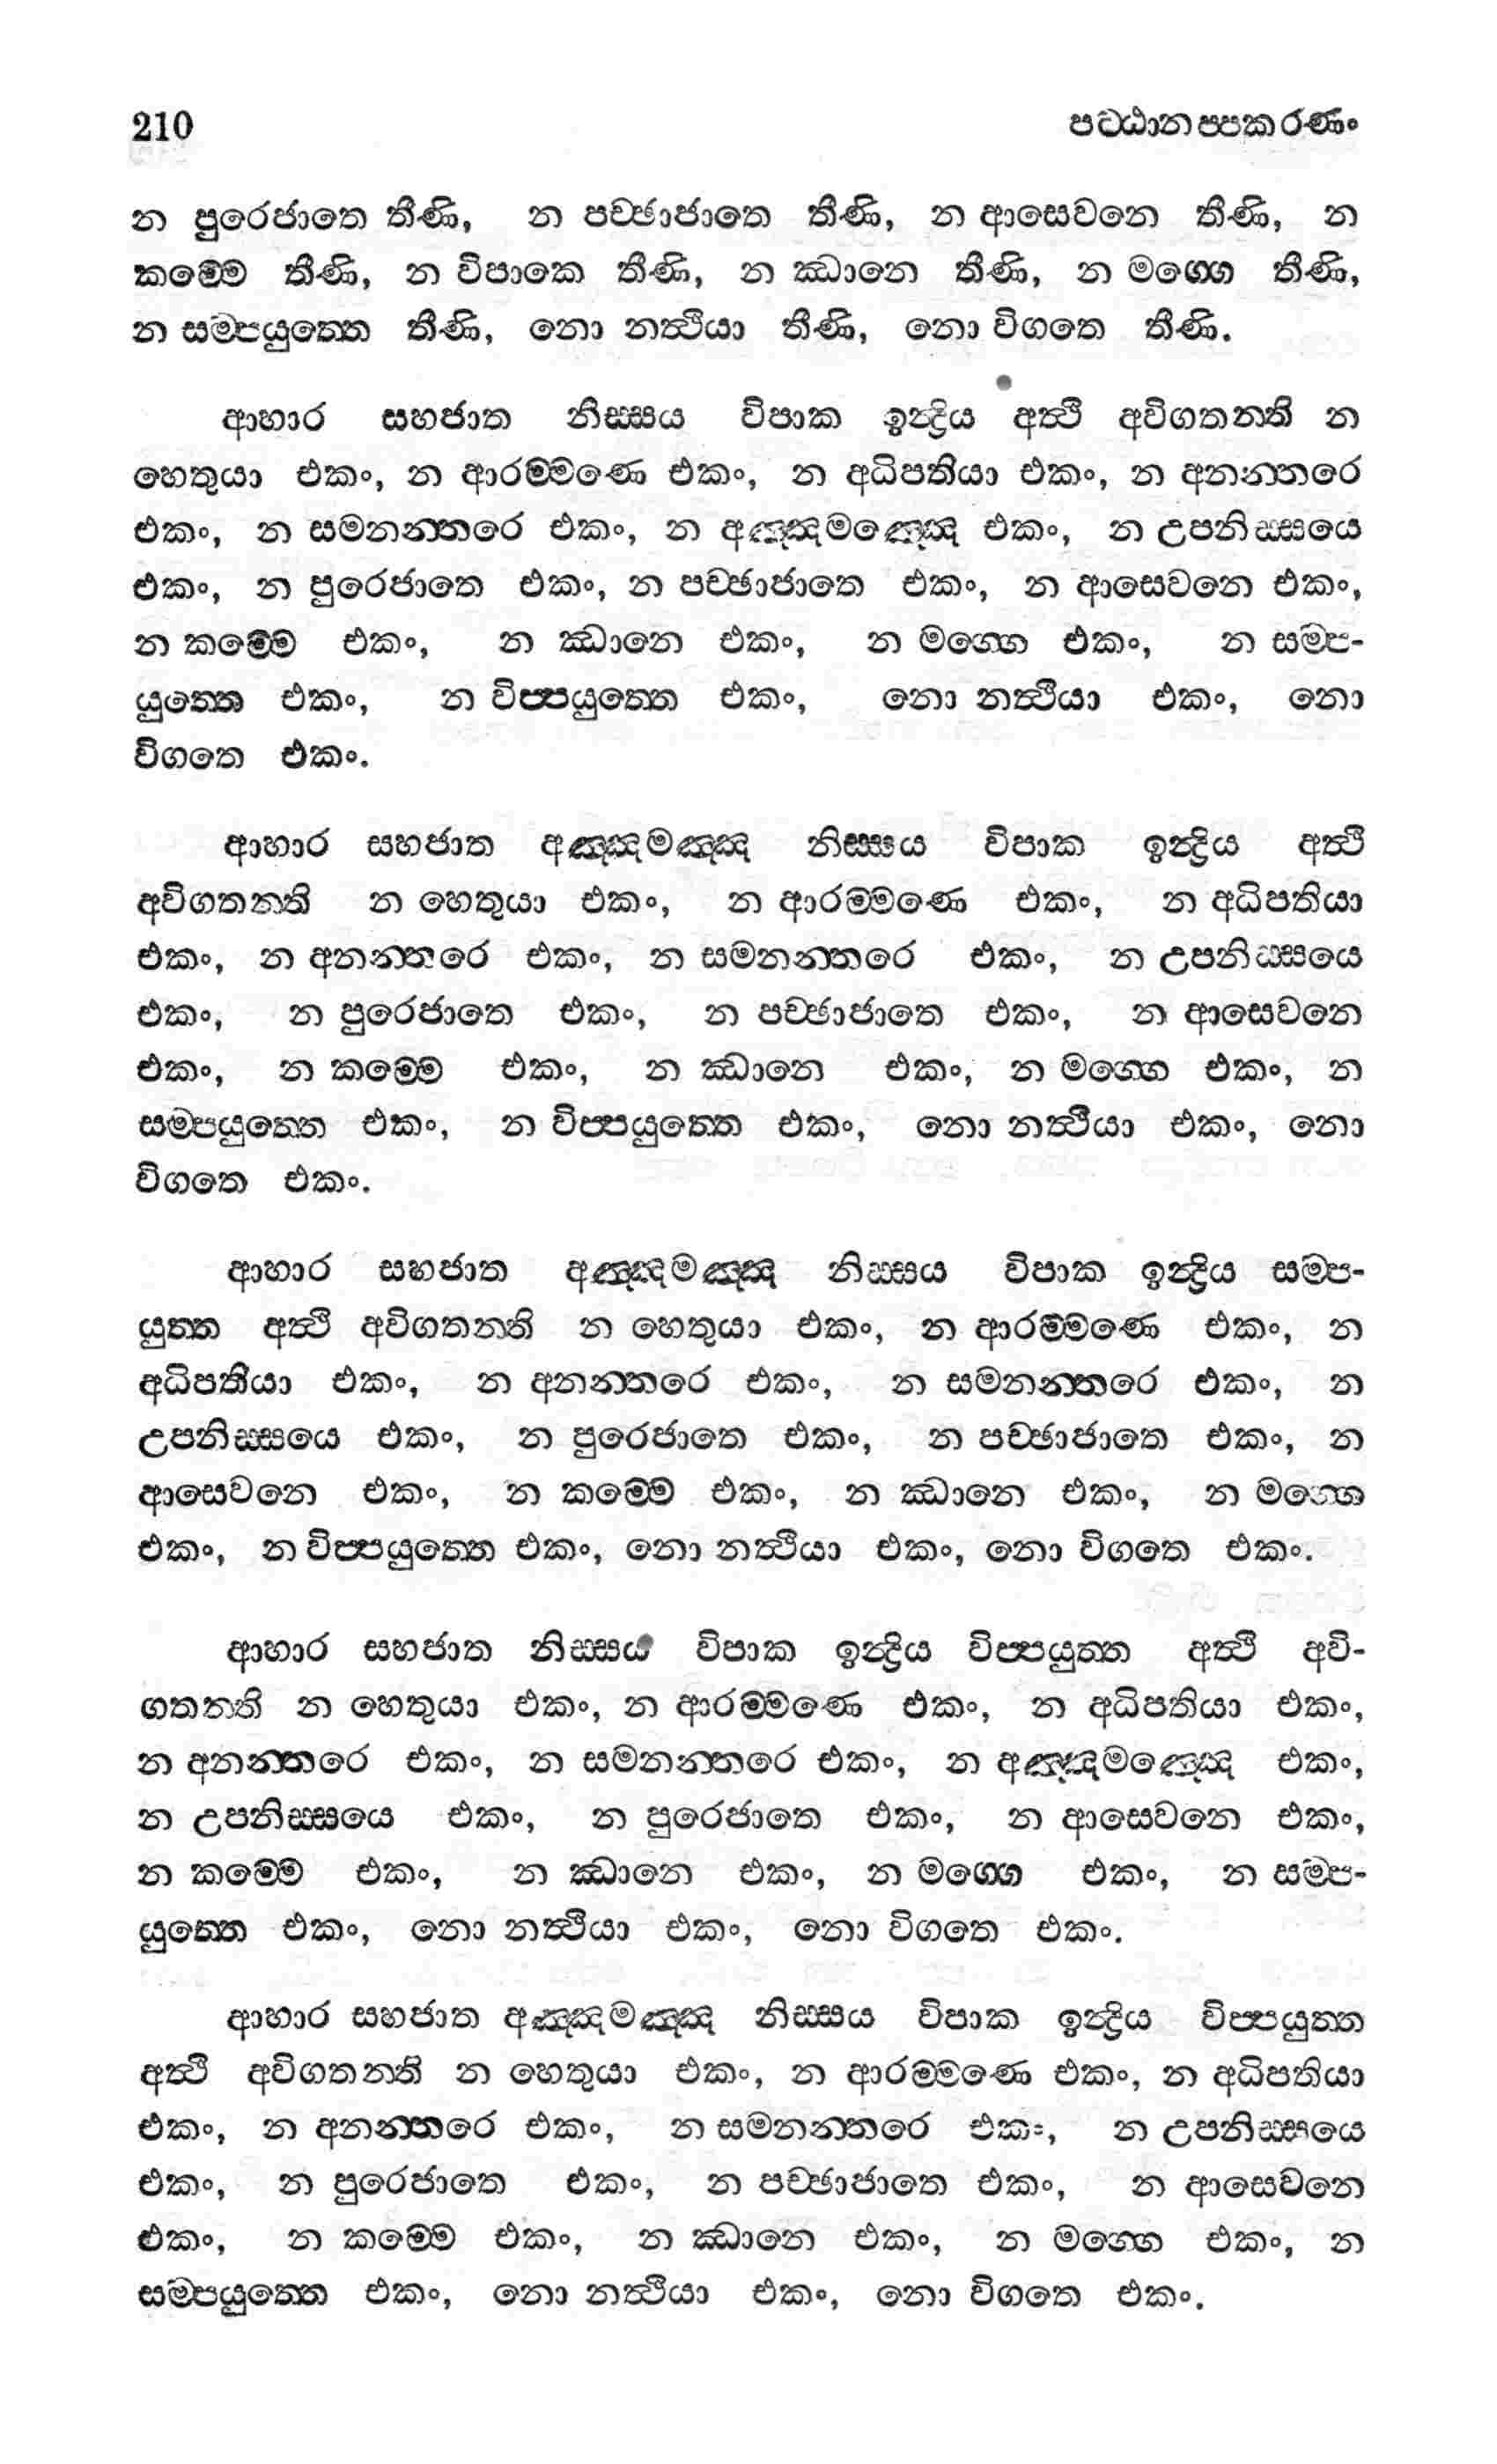 210 පට්ඨානප්පකරණං
න පුරෙජාතෙ තීණි, න පච්ඡාජාතෙ තීණි, න ආසෙවනෙ තීණි, න
කම්මෙ තීණි, න විපාකෙ තීණි, න ඣානෙ තීණි, න මග්ගෙ තීණි,
න සම්පයුත්තෙ තීණි, නො නත්ථියා තීණි, නො විගතෙ තීණි.
ආහාර සහජාත නිස්සය විපාක ඉන්ද්‍රිය අත්ථි අවිගතන්ති න
හෙතුයා එකං, න ආරම්මණෙ එකං, න අධිපතියා එකං, න අනන්තරෙ
එකං, න සමනන්තරෙ එකං, න අඤ්ඤමඤ්ඤෙ එකං, න උපනිස්සයෙ
එකං, න පුරෙජාතෙ එකං, න පච්ඡාජාතෙ එකං, න ආසෙවනෙ එකං,
න කම්මෙ එකං, න ඣානෙ එකං, න මග්ගෙ එකං, න සම්ප-
යුත්තෙ එකං, න විප්පයුත්තෙ එකං, නො නත්ථියා එකං, නො
විගතෙ එකං.
ආහාර සහජාත අඤ්ඤමඤ්ඤ නිස්සය විපාක ඉන්ද්‍රිය අත්ථි
අවිගතන්ති න හෙතුයා එකං, න ආරම්මණෙ එකං, න අධිපතියා
එකං, න අනන්තරෙ එකං, න සමනන්තරෙ එකං, න උපනිස්සයෙ
එකං, න පුරෙජාතෙ එකං, න පච්ඡාජාතෙ එකං, න ආසෙවනෙ
එකං, න කම්මෙ එකං, න ඣානෙ එකං, න මග්ගෙ එකං, න
සම්පයුත්තෙ එකං, න විප්පයුත්තෙ එකං, නො නත්ථියා එකං, නො
විගතෙ එකං.
ආහාර සහජාත අඤ්ඤමඤ්ඤ නිස්සය විපාක ඉන්ද්‍රිය සම්ප-
යුත්ත අත්ථි අවිගතන්ති න හෙතුයා එකං, න ආරම්මණෙ එකං, න
අධිපතියා එකං, න අනන්තරෙ එකං, න සමනන්තරෙ එකං, න
උපනිස්සයෙ එකං, න පුරෙජාතෙ එකං, න පච්ඡාජාතෙ එකං, න
ආසෙවනෙ එකං, න කම්මෙ එකං, න ඣානෙ එකං, න මග්ගෙ
එකං, න විප්පයුත්තෙ එකං, නො නත්ථියා එකං, නො විගතෙ එකං.
ආහාර සහජාත නිස්සය විපාක ඉන්ද්‍රිය විප්පයුත්ත අත්ථි අවි-
ගතන්ති න හෙතුයා එකං, න ආරම්මණෙ එකං, න අධිපතියා එකං,
න අනන්තරෙ එකං, න සමනන්තරෙ එකං, න අඤ්ඤමඤ්ඤෙ එකං,
න උපනිස්සයෙ එකං, න පුරෙජාතෙ එකං, න ආසෙවනෙ එකං,
න කම්මෙ එකං, න ඣානෙ එකං, න මග්ගෙ එකං, න සම්ප-
යුත්තෙ එකං, නො නත්ථියා එකං, නො විගතෙ එකං.
ආහාර සහජාත අඤ්ඤමඤ්ඤ නිස්සය විපාක ඉන්ද්‍රිය විප්පයුත්ත
අත්ථි අවිගතන්ති න හෙතුයා එකං, න ආරම්මණෙ එකං, න අධිපතියා
එකං, න අනන්තරෙ එකං, න සමනන්තරෙ එකං, න උපනිස්සයෙ
එකං, න පුරෙජාතෙ එකං, න පච්ඡාජාතෙ එකං, න ආසෙවනෙ
එකං, න කම්මෙ එකං, න ඣානෙ එකං, න මග්ගෙ එකං, න
සම්පයුත්තෙ එකං, නො නත්ථියා එකං, නො විගතෙ එකං.